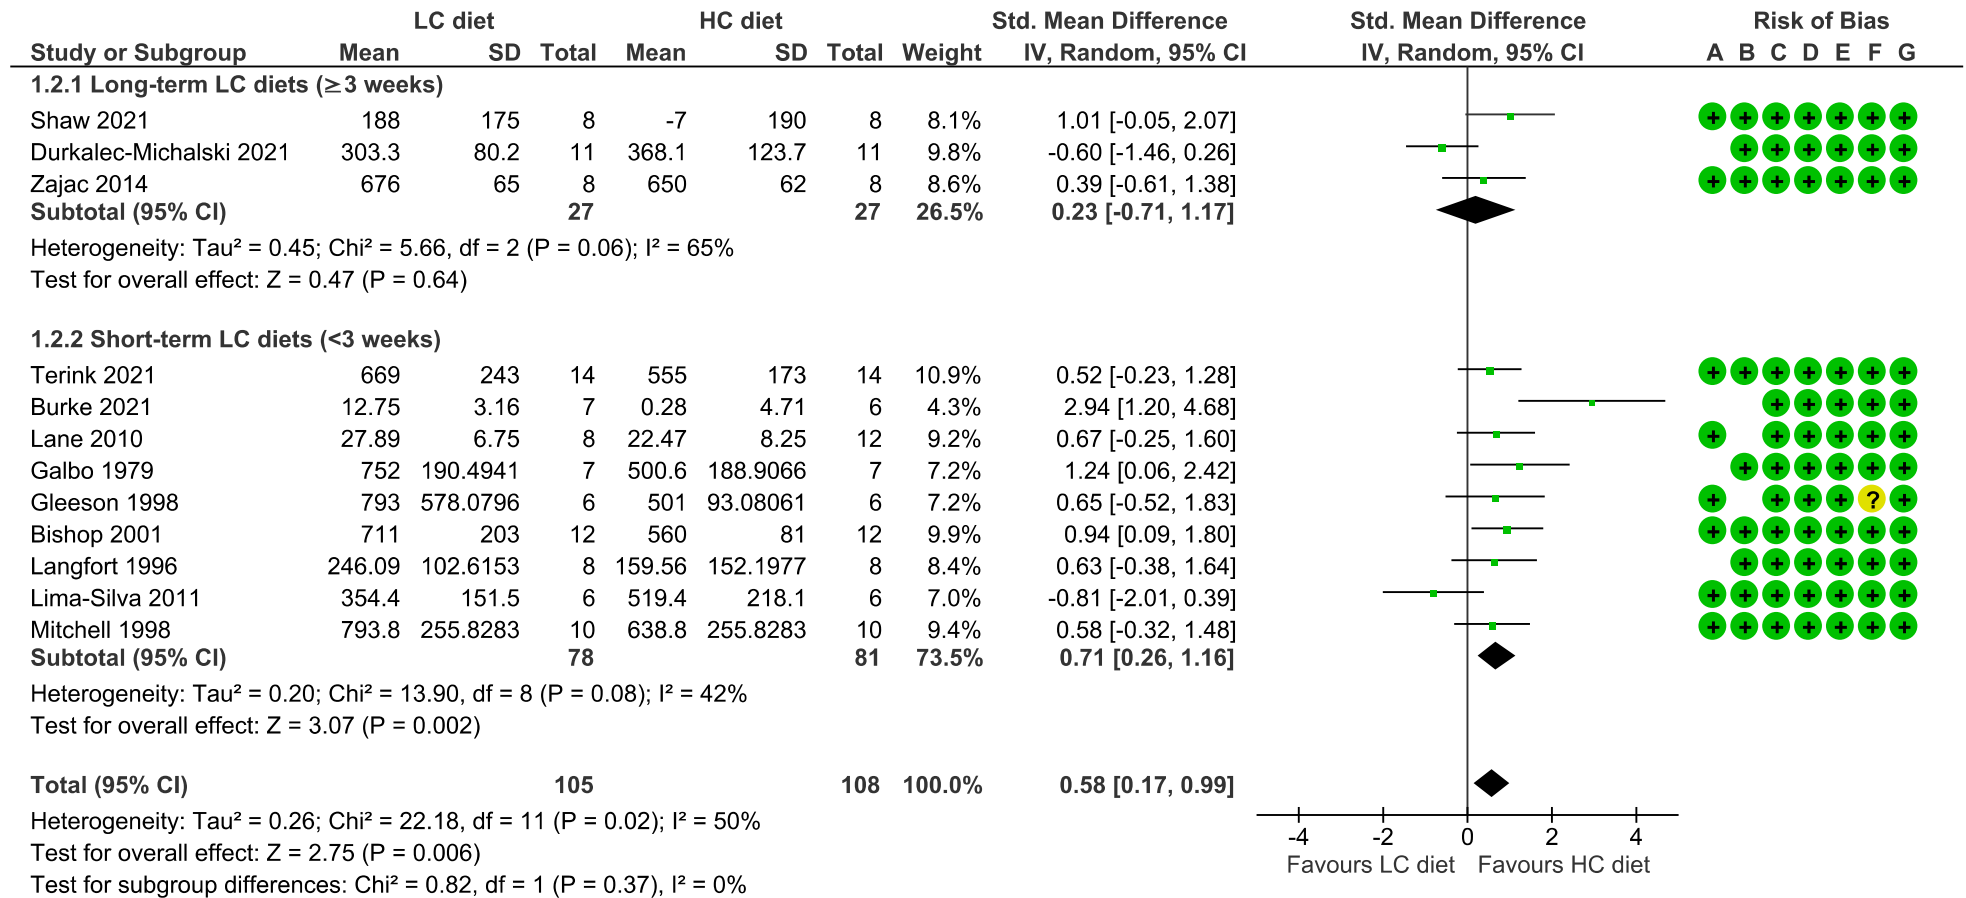 LC diet HC diet Std. Mean Difference Std. Mean Difference Risk of Bias
Study or Subgroup Mean SD Total Mean SD Total Weight IV, Random, 95% CI IV, Random, 95% CI A B C D E F G
1.2.1 Long-term LC diets (≥3 weeks)
Shaw 2021 188 175 8 -7 190 8 8.1% 1.01 [-0.05, 2.07] + + + + + + +
Durkalec-Michalski 2021 303.3 80.2 11 368.1 123.7 11 9.8% -0.60 [-1.46, 0.26] + + + + + +
Zajac 2014 676 65 8 650 62 8 8.6% 0.39 [-0.61, 1.38] + + + + + + +
Subtotal (95% CI) 27 27 26.5% 0.23 [-0.71, 1.17]
Heterogeneity: Tau² = 0.45; Chi² = 5.66, df = 2 (P = 0.06); I² = 65%
Test for overall effect: Z = 0.47 (P = 0.64)
1.2.2 Short-term LC diets (<3 weeks)
Terink 2021 669 243 14 555 173 14 10.9% 0.52 [-0.23, 1.28] + + + + + + +
Burke 2021 12.75 3.16 7 0.28 4.71 6 4.3% 2.94 [1.20, 4.68] + + + + +
Lane 2010 27.89 6.75 8 22.47 8.25 12 9.2% 0.67 [-0.25, 1.60] + + + + + +
Galbo 1979 752 190.4941 7 500.6 188.9066 7 7.2% 1.24 [0.06, 2.42] + + + + + +
Gleeson 1998 793 578.0796 6 501 93.08061 6 7.2% 0.65 [-0.52, 1.83] + + + + ? +
Bishop 2001 711 203 12 560 81 12 9.9% 0.94 [0.09, 1.80] + + + + + + +
Langfort 1996 246.09 102.6153 8 159.56 152.1977 8 8.4% 0.63 [-0.38, 1.64] + + + + + +
Lima-Silva 2011 354.4 151.5 6 519.4 218.1 6 7.0% -0.81 [-2.01, 0.39] + + + + + + +
Mitchell 1998 793.8 255.8283 10 638.8 255.8283 10 9.4% 0.58 [-0.32, 1.48] + + + + + + +
Subtotal (95% CI) 78 81 73.5% 0.71 [0.26, 1.16]
Heterogeneity: Tau² = 0.20; Chi² = 13.90, df = 8 (P = 0.08); I² = 42%
Test for overall effect: Z = 3.07 (P = 0.002)
Total (95% CI) 105 108 100.0% 0.58 [0.17, 0.99]
Heterogeneity: Tau² = 0.26; Chi² = 22.18, df = 11 (P = 0.02); I² = 50%
Test for overall effect: Z = 2.75 (P = 0.006)
Test for subgroup differences: Chi² = 0.82, df = 1 (P = 0.37), I² = 0%
-4 -2 0 2 4
Favours LC diet Favours HC diet